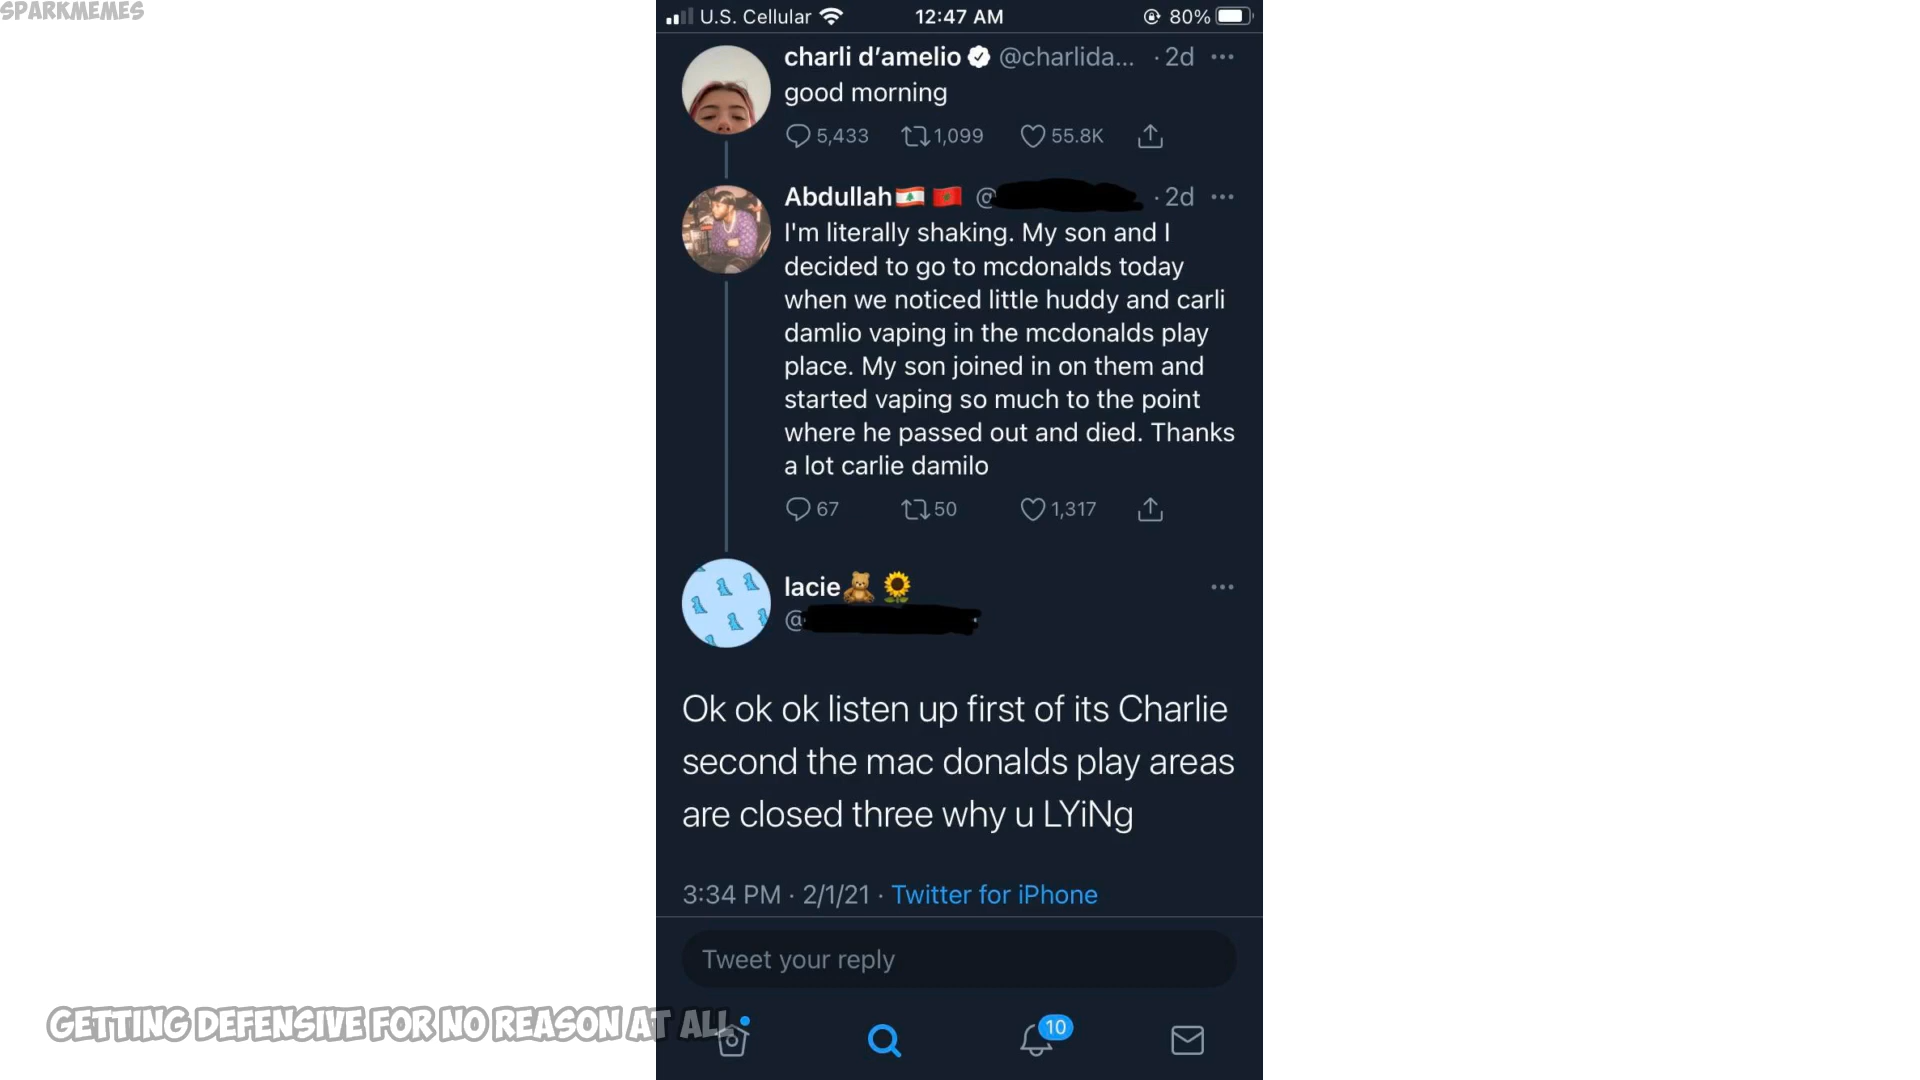 SPARKMEMES
U.S. Cellular 12:47 AM 80%
charli d'amelio @charlida... · 2d
good morning
5,433 1,099 55.8K
Abdullah @ · 2d
I'm literally shaking. My son and I
decided to go to mcdonalds today
when we noticed little huddy and carli
damlio vaping in the mcdonalds play
place. My son joined in on them and
started vaping so much to the point
where he passed out and died. Thanks
a lot carlie damilo
67 50 1,317
lacie
@
Ok ok ok listen up first of its Charlie
second the mac donalds play areas
are closed three why u LYiNg
3:34 PM · 2/1/21 · Twitter for iPhone
Tweet your reply
GETTING DEFENSIVE FOR NO REASON AT ALL
10